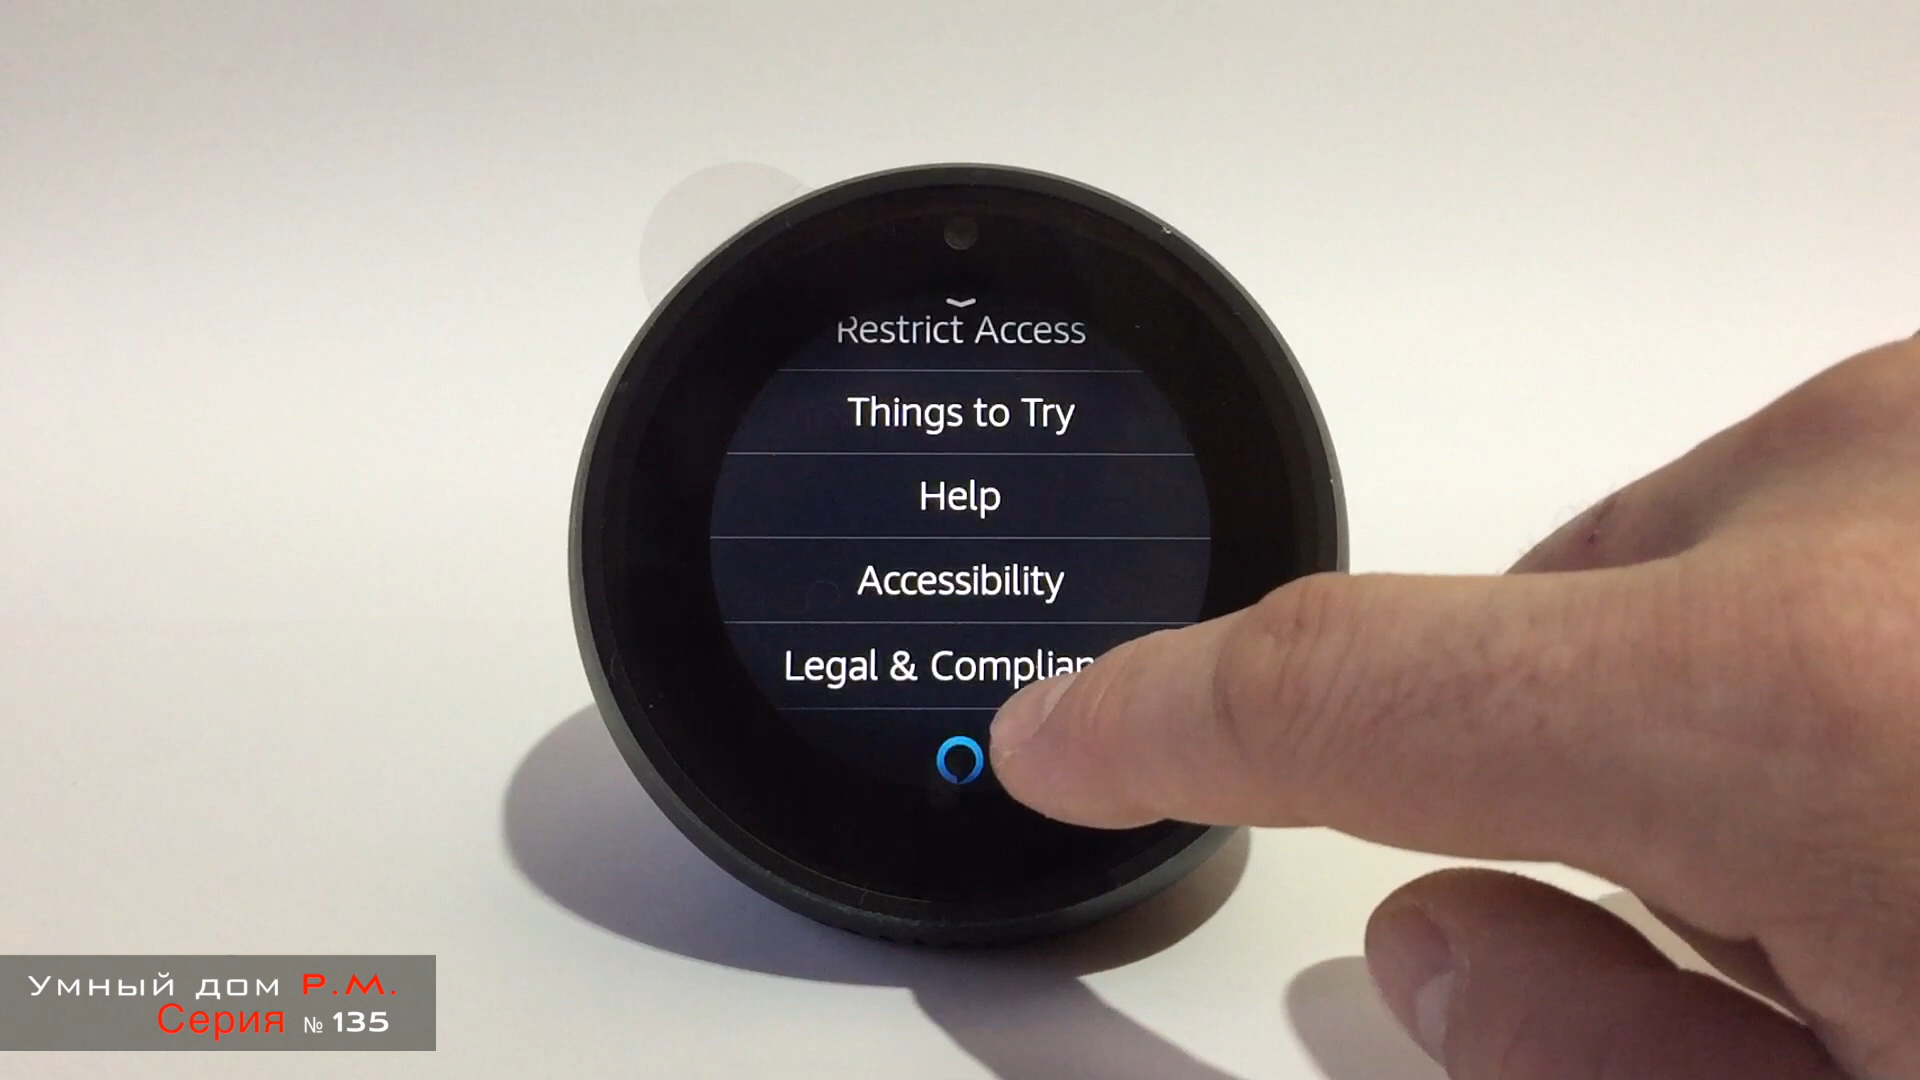 Restrict Access
Things to Try
Help
Accessibility
Legal & Complian
Умный дом Р.М.
Серия № 135